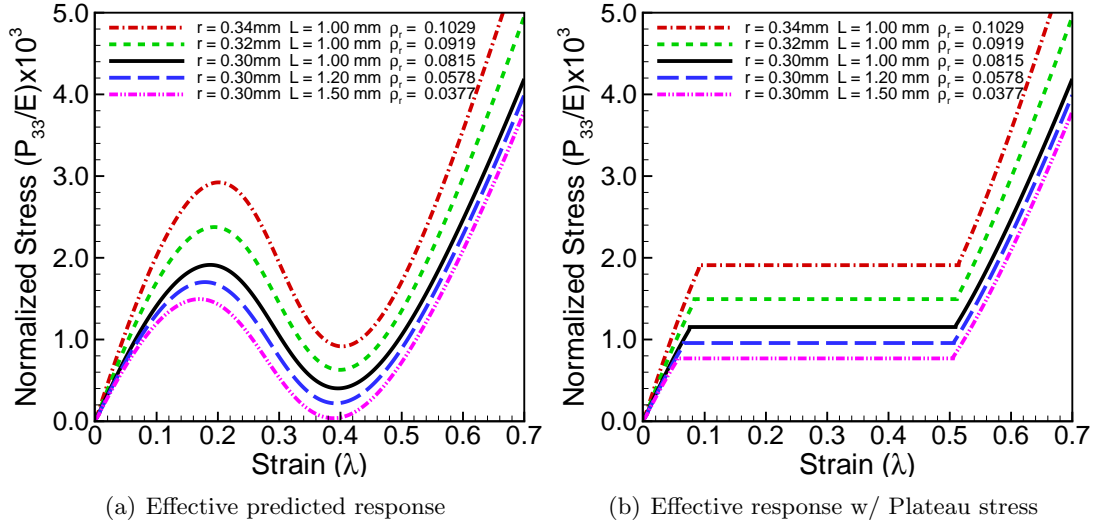 r = 0.34mm L = 1.00 mm ρr = 0.1029
r = 0.32mm L = 1.00 mm ρr = 0.0919
r = 0.30mm L = 1.00 mm ρr = 0.0815
r = 0.30mm L = 1.20 mm ρr = 0.0578
r = 0.30mm L = 1.50 mm ρr = 0.0377
Normalized Stress (P33/E)x10³
5.0
4.0
3.0
2.0
1.0
0.0
0 0.1 0.2 0.3 0.4 0.5 0.6 0.7
Strain (λ)
(a) Effective predicted response
r = 0.34mm L = 1.00 mm ρr = 0.1029
r = 0.32mm L = 1.00 mm ρr = 0.0919
r = 0.30mm L = 1.00 mm ρr = 0.0815
r = 0.30mm L = 1.20 mm ρr = 0.0578
r = 0.30mm L = 1.50 mm ρr = 0.0377
Normalized Stress (P33/E)x10³
5.0
4.0
3.0
2.0
1.0
0.0
0 0.1 0.2 0.3 0.4 0.5 0.6 0.7
Strain (λ)
(b) Effective response w/ Plateau stress